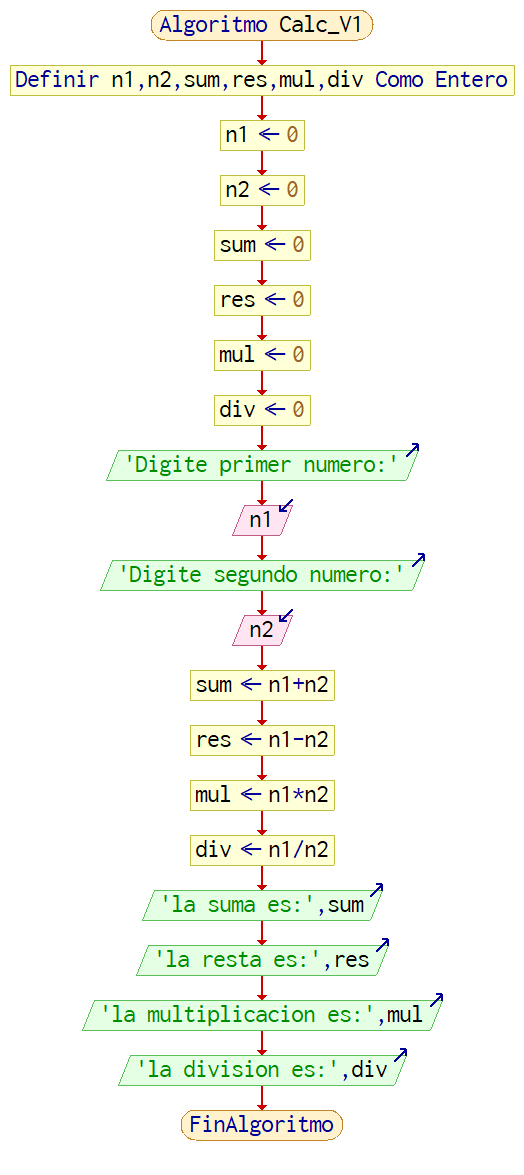 Algoritmo Calc_V1
Definir n1,n2,sum,res,mul,div Como Entero
n1 ← 0
n2 ← 0
sum ← 0
res ← 0
mul ← 0
div ← 0
'Digite primer numero:'
n1
'Digite segundo numero:'
n2
sum ← n1+n2
res ← n1-n2
mul ← n1*n2
div ← n1/n2
'la suma es:',sum
'la resta es:',res
'la multiplicacion es:',mul
'la division es:',div
FinAlgoritmo